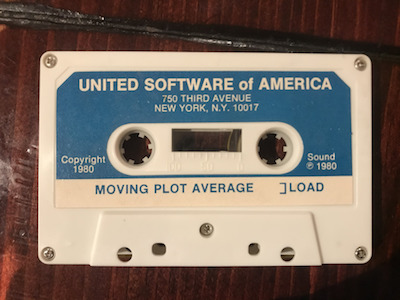 UNITED SOFTWARE of AMERICA
750 THIRD AVENUE
NEW YORK, N.Y. 10017
Copyright
1980
Sound
℗ 1980
MOVING PLOT AVERAGE ]LOAD